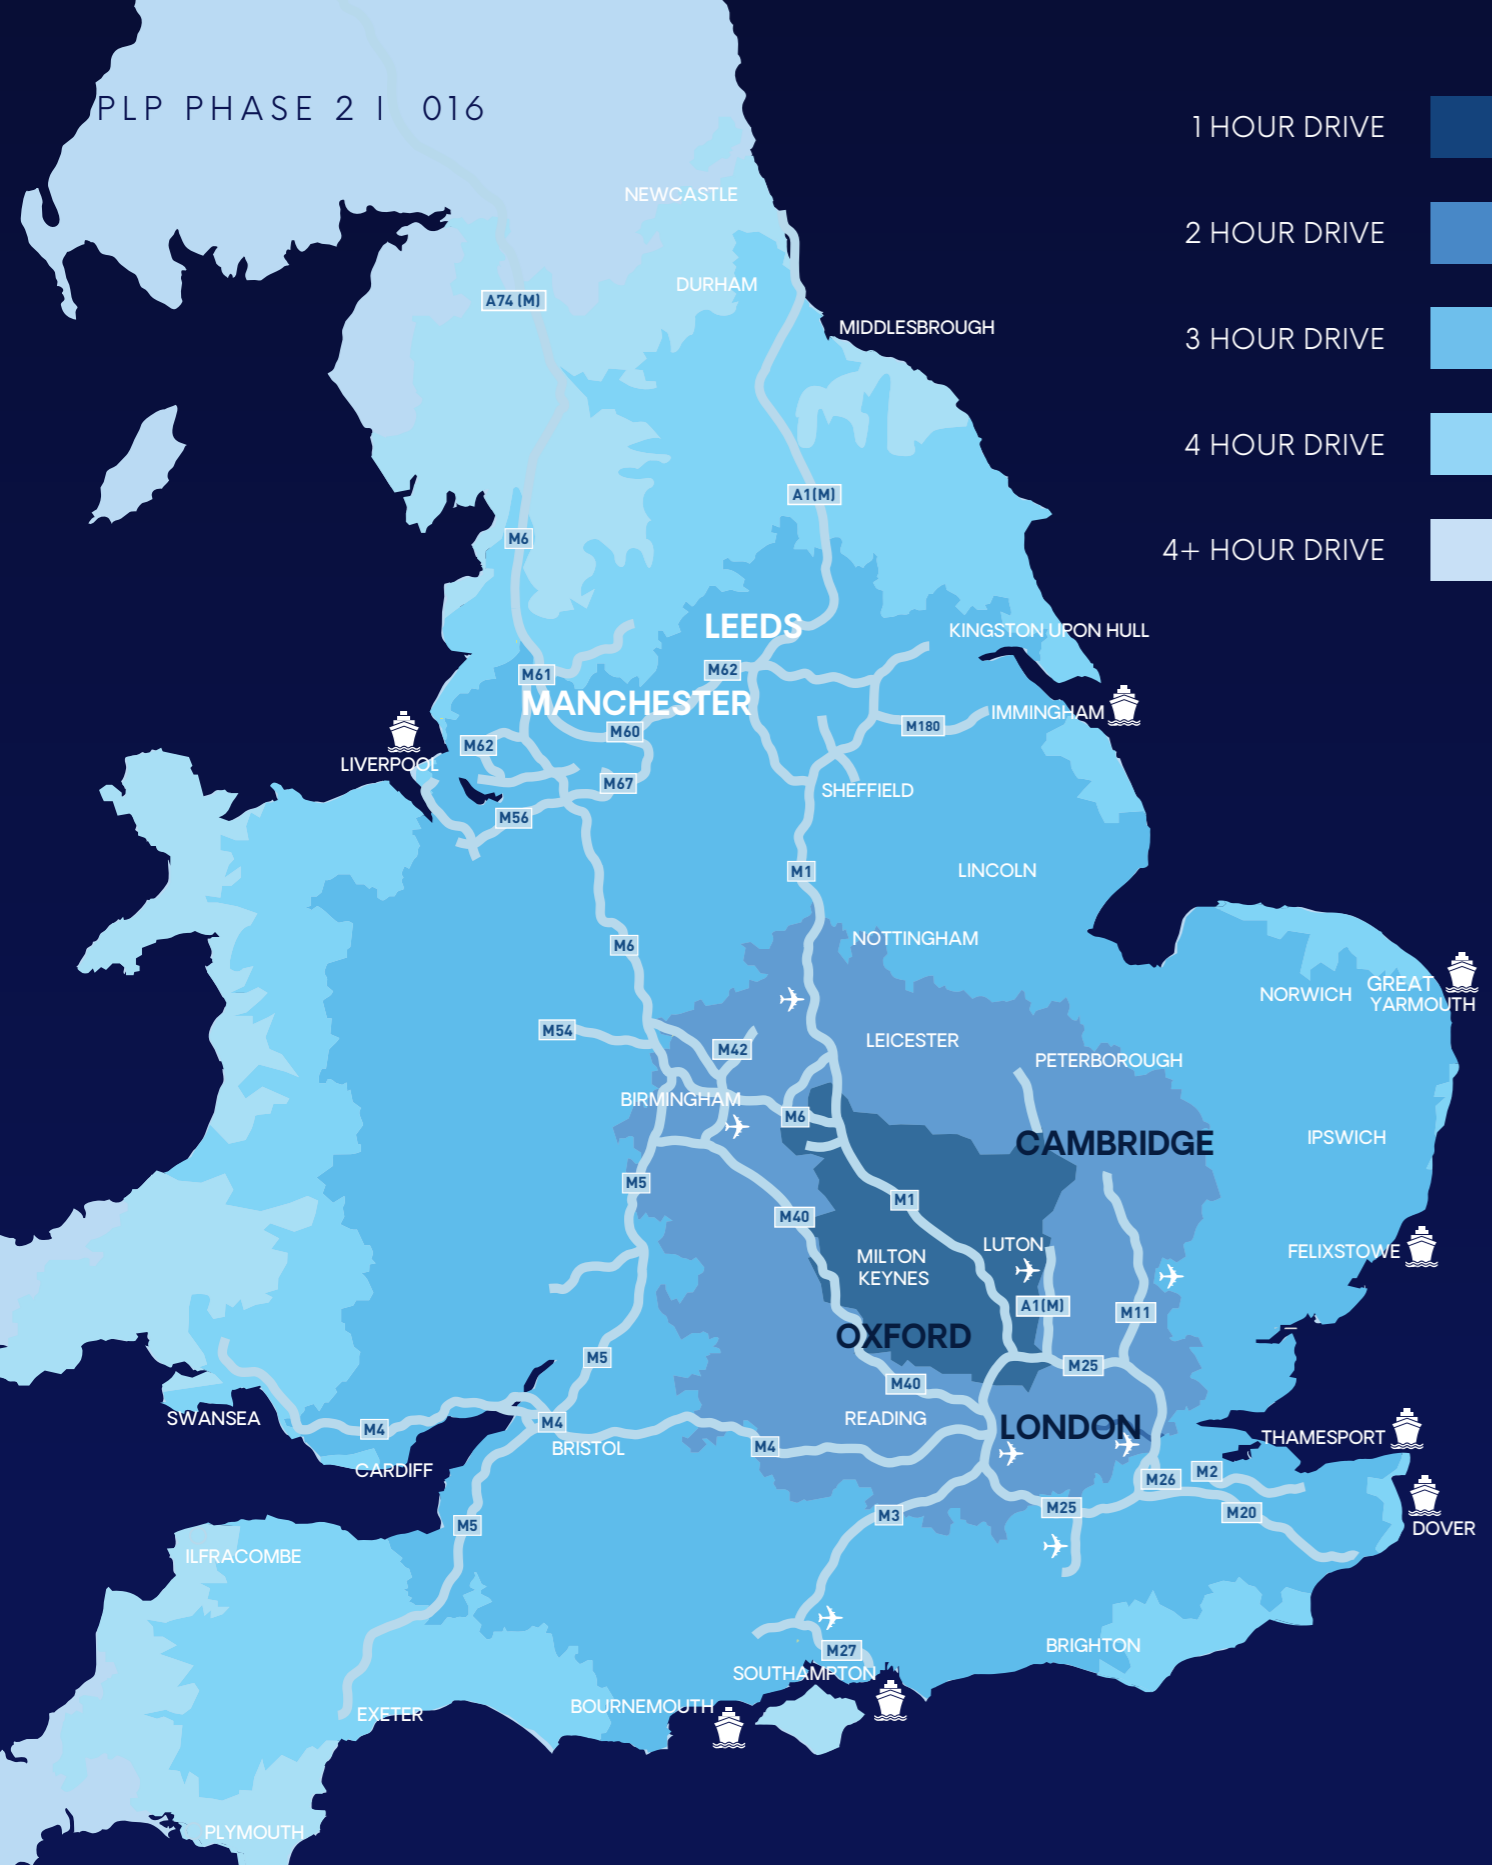 PLP PHASE 2 | 016
1 HOUR DRIVE
2 HOUR DRIVE
3 HOUR DRIVE
4 HOUR DRIVE
4+ HOUR DRIVE
NEWCASTLE
DURHAM
A74 (M)
MIDDLESBROUGH
A1(M)
M6
LEEDS
KINGSTON UPON HULL
M61
M62
MANCHESTER
IMMINGHAM
M180
M60
M62
LIVERPOOL
M67
SHEFFIELD
M56
M1
LINCOLN
NOTTINGHAM
M6
NORWICH
GREAT
YARMOUTH
M54
LEICESTER
M42
PETERBOROUGH
BIRMINGHAM
M6
CAMBRIDGE
IPSWICH
M5
M1
M40
LUTON
MILTON
KEYNES
FELIXSTOWE
A1(M)
M11
OXFORD
M5
M25
M40
SWANSEA
READING
M4
M4
LONDON
THAMESPORT
BRISTOL
M4
CARDIFF
M26
M2
M25
M20
M3
M5
DOVER
ILFRACOMBE
BRIGHTON
M27
SOUTHAMPTON
BOURNEMOUTH
EXETER
PLYMOUTH